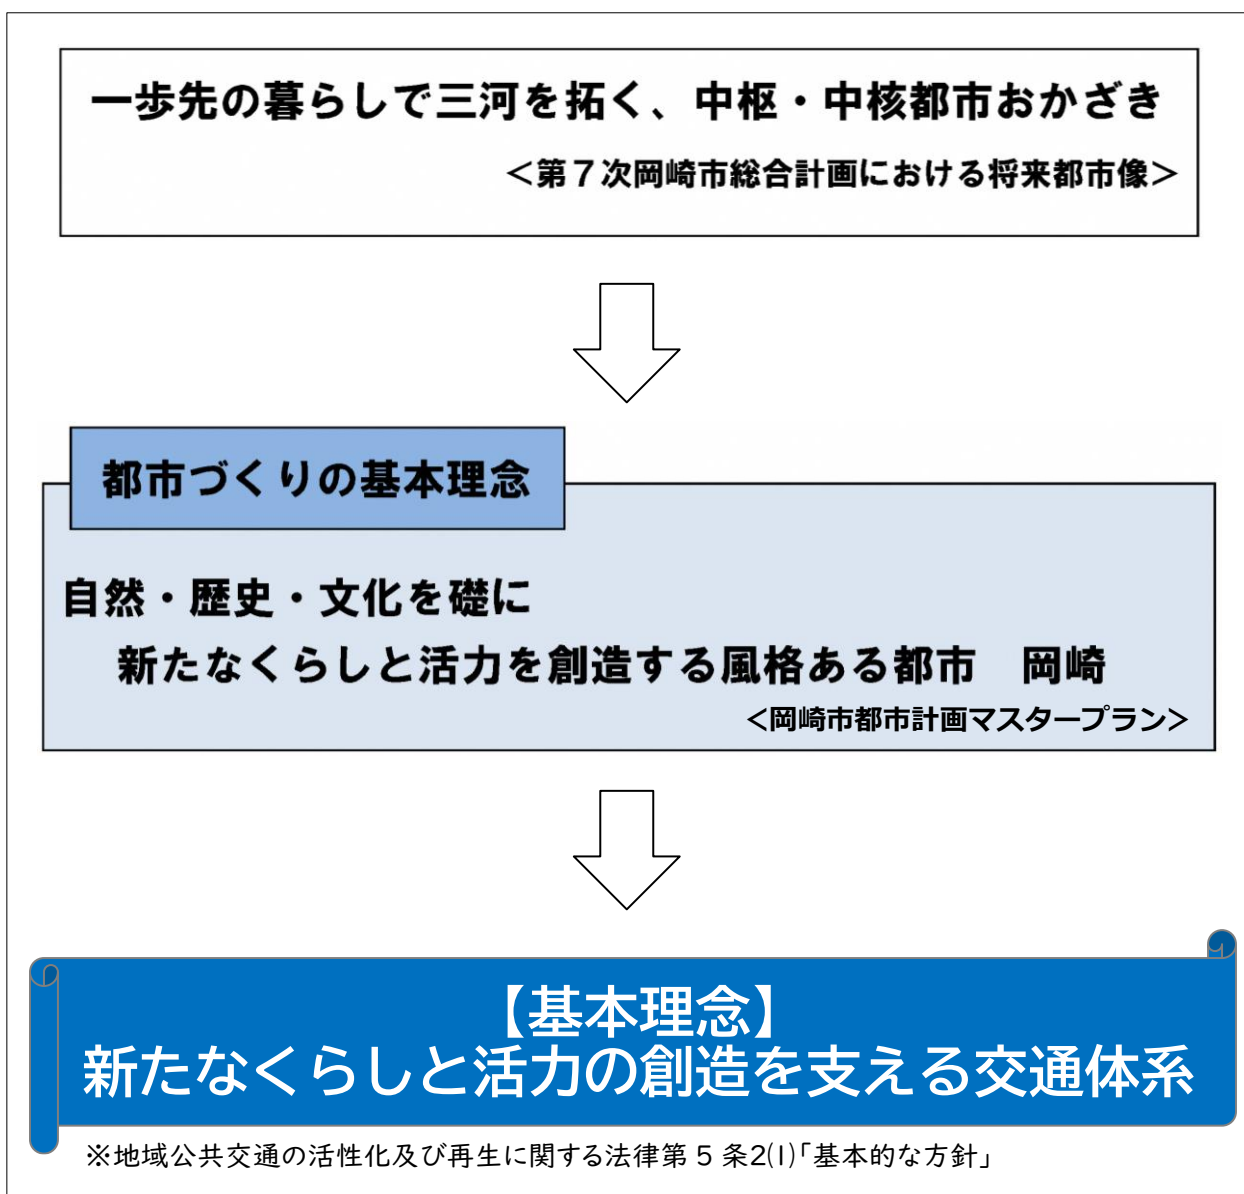 一歩先の暮らしで三河を拓く、中枢・中核都市おかざき
＜第７次岡崎市総合計画における将来都市像＞
都市づくりの基本理念
自然・歴史・文化を礎に
新たなくらしと活力を創造する風格ある都市　岡崎
＜岡崎市都市計画マスタープラン＞
【基本理念】
新たなくらしと活力の創造を支える交通体系
※地域公共交通の活性化及び再生に関する法律第 5 条2(1)「基本的な方針」